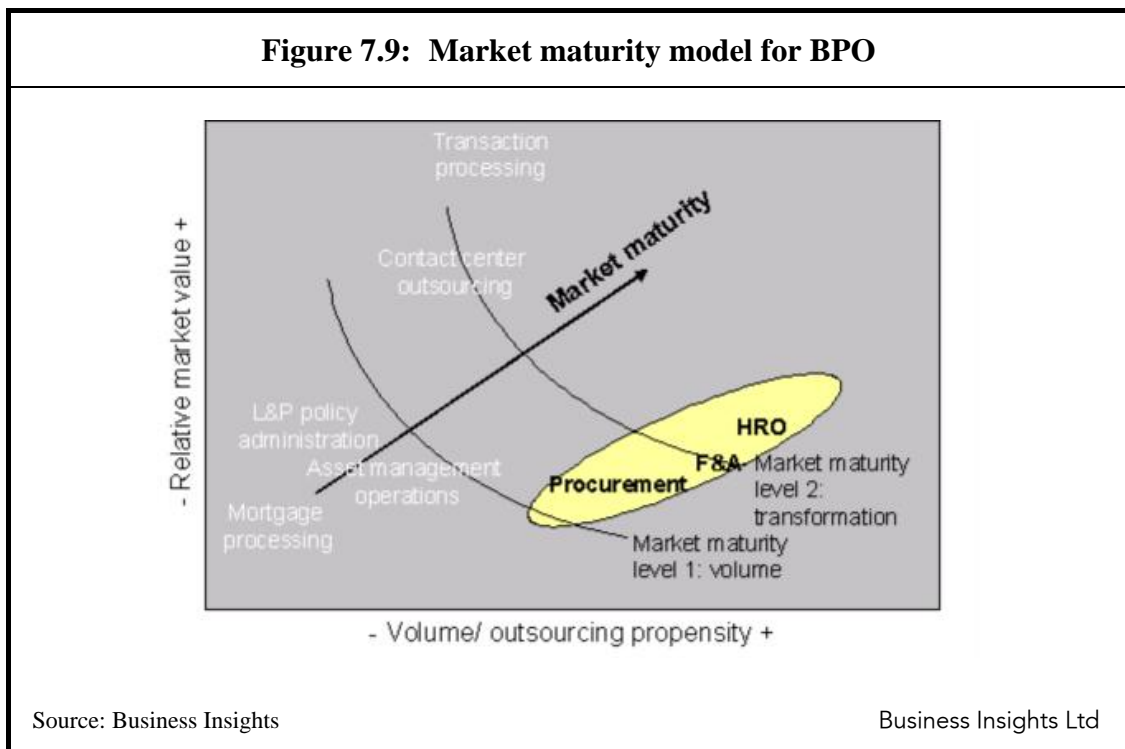 Figure 7.9: Market maturity model for BPO
Transaction
processing
Market maturity
Contact center
outsourcing
- Relative market value +
L&P policy
administration
Asset management
operations
Mortgage
processing
HRO
F&A
Procurement
Market maturity
level 2:
transformation
Market maturity
level 1: volume
- Volume/ outsourcing propensity +
Source: Business Insights
Business Insights Ltd